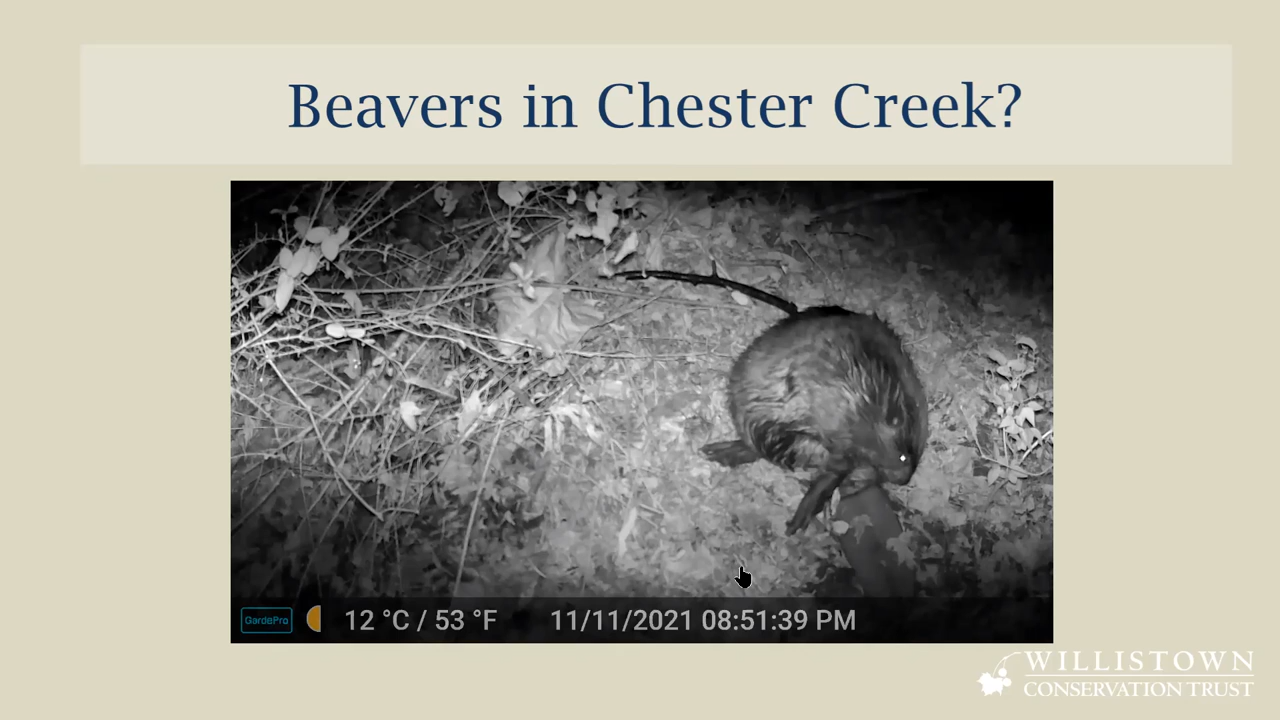 Beavers in Chester Creek?
GardePro 12 °C / 53 °F 11/11/2021 08:51:39 PM
WILLISTOWN
CONSERVATION TRUST